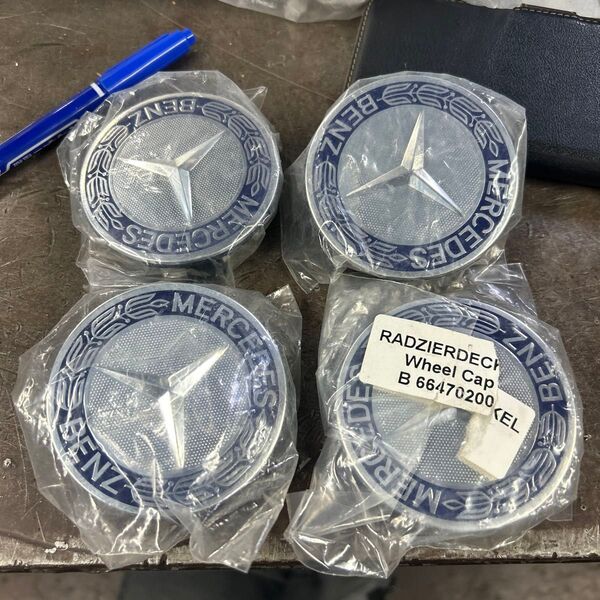 BENZ
MERCEDES
BENZ
MERCEDES
MERCEDES
BENZ
BENZ
MERCEDES
RADZIERDECK
Wheel Cap
B 66470200
KEL